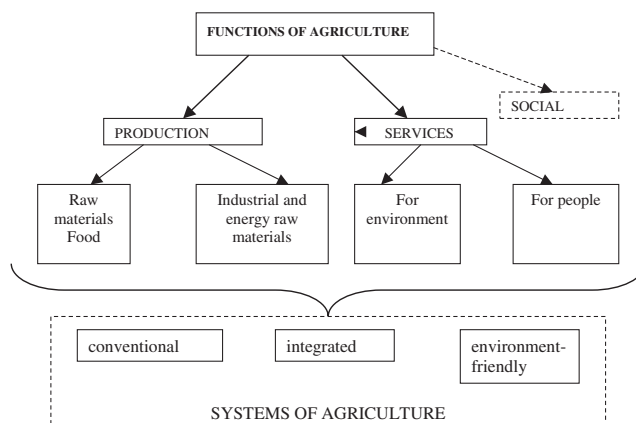 FUNCTIONS OF AGRICULTURE
SOCIAL
PRODUCTION
SERVICES
Raw
materials
Food
Industrial and
energy raw
materials
For
environment
For people
conventional
integrated
environment-
friendly
SYSTEMS OF AGRICULTURE